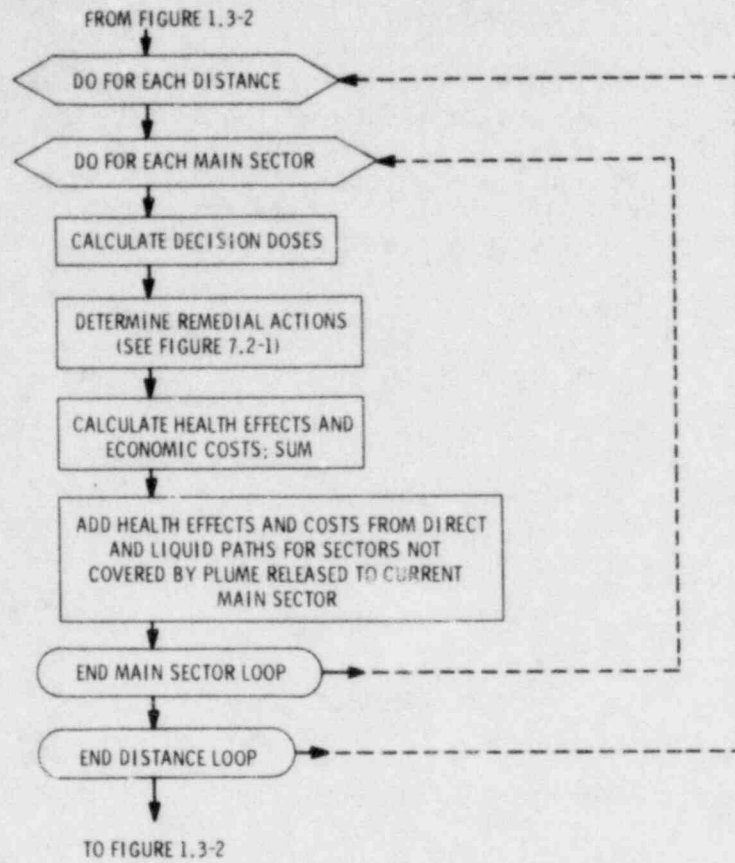 FROM FIGURE 1.3-2
DO FOR EACH DISTANCE
DO FOR EACH MAIN SECTOR
CALCULATE DECISION DOSES
DETERMINE REMEDIAL ACTIONS
(SEE FIGURE 7.2-1)
CALCULATE HEALTH EFFECTS AND
ECONOMIC COSTS; SUM
ADD HEALTH EFFECTS AND COSTS FROM DIRECT
AND LIQUID PATHS FOR SECTORS NOT
COVERED BY PLUME RELEASED TO CURRENT
MAIN SECTOR
END MAIN SECTOR LOOP
END DISTANCE LOOP
TO FIGURE 1.3-2